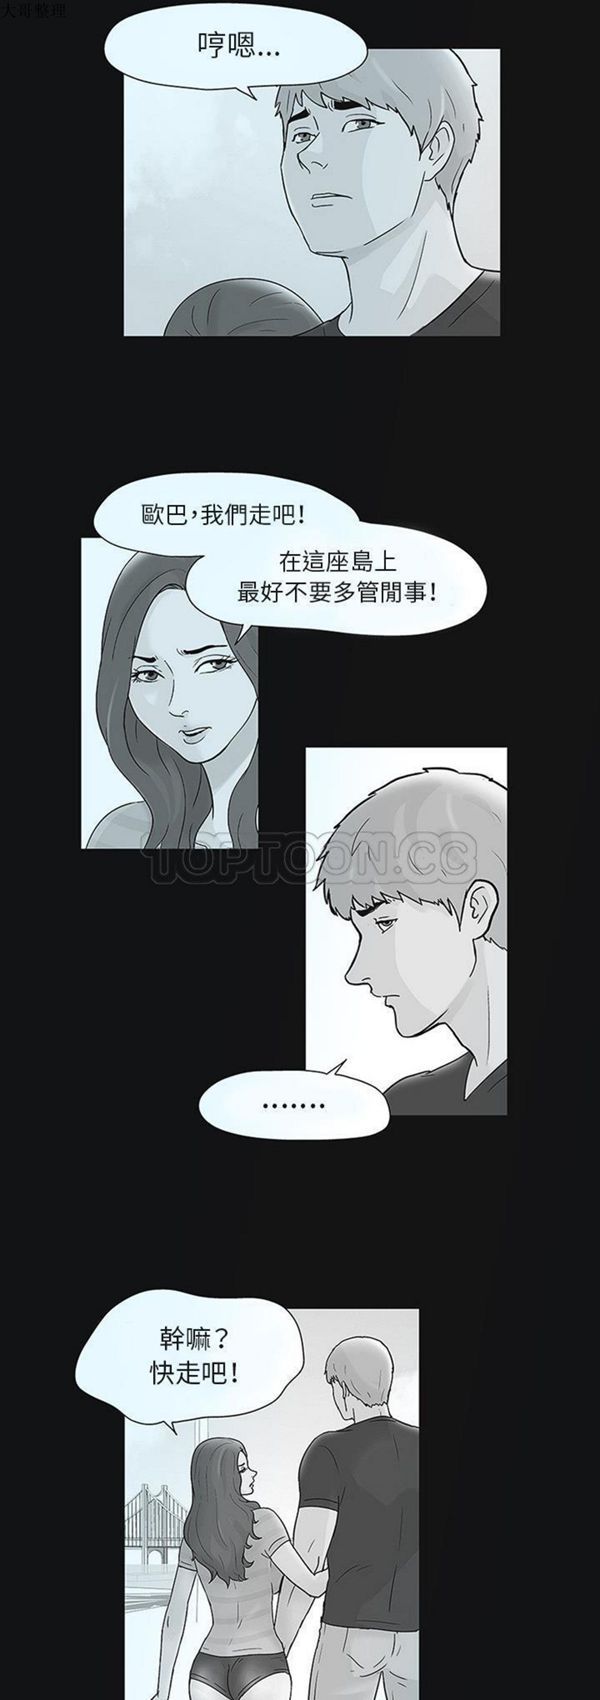 大哥整理
哼嗯...
歐巴，我們走吧！
在這座島上
最好不要多管閒事！
TOPTOON.CC
.......
幹嘛？
快走吧！